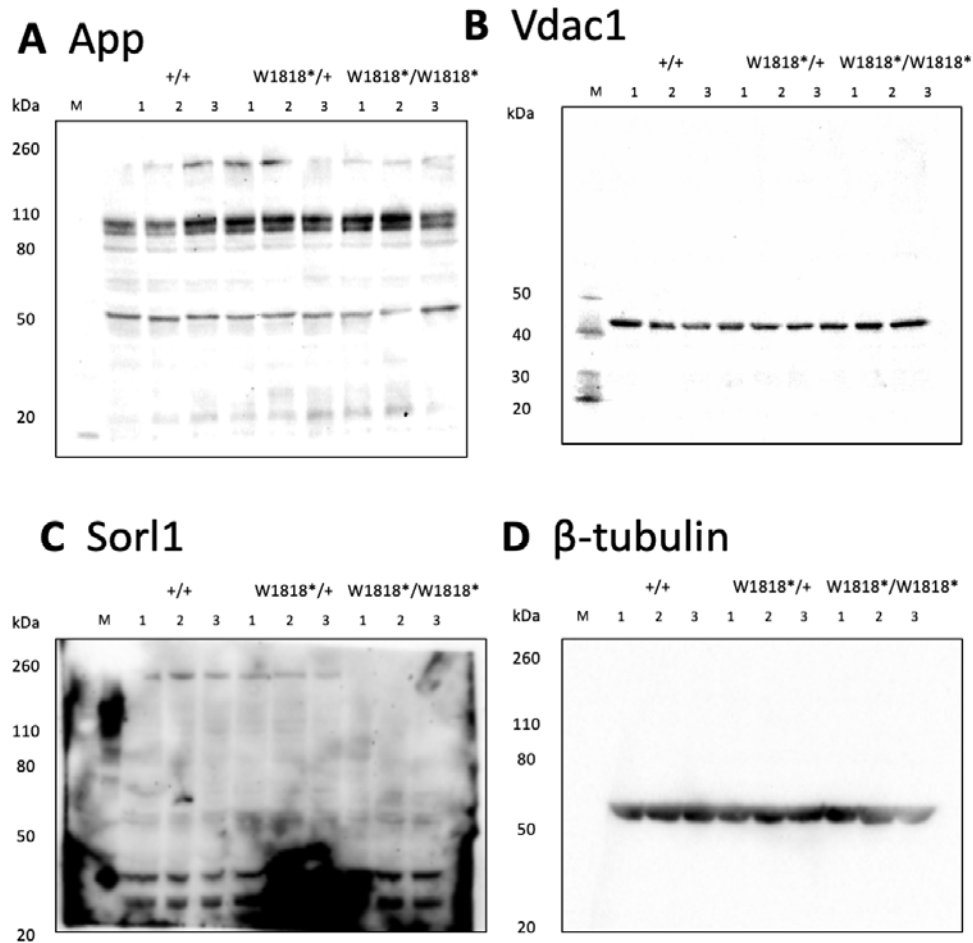 A App
+/+ W1818*/+ W1818*/W1818*
kDa M 1 2 3 1 2 3 1 2 3
260
110
80
50
20
B Vdac1
+/+ W1818*/+ W1818*/W1818*
M 1 2 3 1 2 3 1 2 3
kDa
50
40
30
20
C Sorl1
+/+ W1818*/+ W1818*/W1818*
kDa M 1 2 3 1 2 3 1 2 3
260
110
80
50
20
D β-tubulin
+/+ W1818*/+ W1818*/W1818*
kDa M 1 2 3 1 2 3 1 2 3
260
110
80
50
20